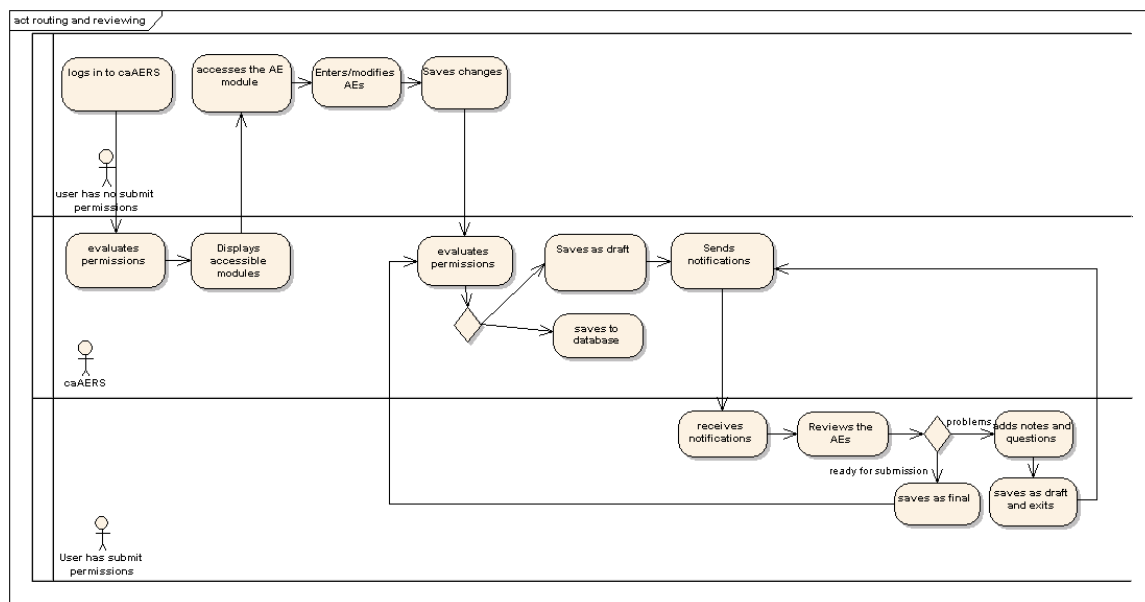 act routing and reviewing
logs in to caAERS
accesses the AE
module
Enters/modifies
AEs
Saves changes
user has no submit
permissions
evaluates
permissions
Displays
accessible
modules
evaluates
permissions
Saves as draft
Sends
notifications
saves to
database
caAERS
receives
notifications
Reviews the
AEs
problems.
adds notes and
questions
ready for submission
saves as final
saves as draft
and exits
User has submit
permissions